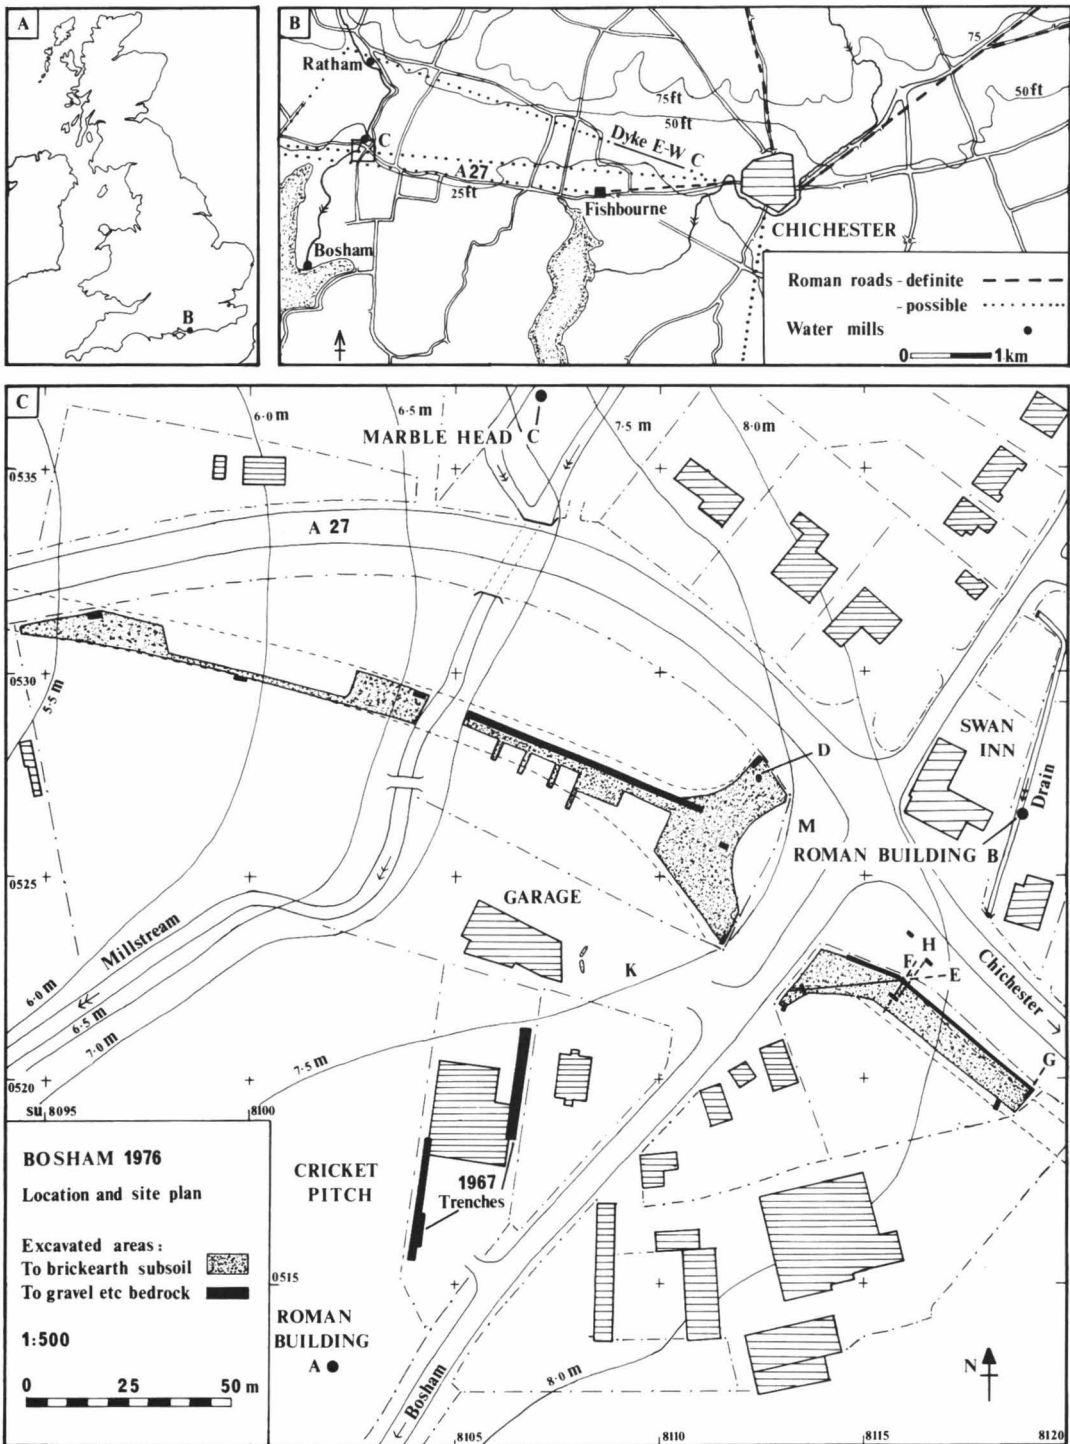 A
B
B
Ratham
C
75ft
50ft
Dyke E-W C
A 27
25ft
75
50ft
Fishbourne
Bosham
CHICHESTER
Roman roads - definite
- possible
Water mills
0 1km
C
6·0 m
6·5 m
7·5 m
8·0m
MARBLE HEAD C
0535
A 27
0530
5·5 m
SWAN
INN
D
Drain
M
ROMAN BUILDING B
0525
GARAGE
Millstream
K
H
F
E
Chichester
G
6·0 m
6·5 m
7·0 m
7·5 m
0520
su 8095
8100
BOSHAM 1976
Location and site plan
Excavated areas :
To brickearth subsoil
To gravel etc bedrock
1:500
0 25 50 m
CRICKET
PITCH
1967
Trenches
0515
ROMAN
BUILDING
A
Bosham
8·0 m
N
8105
8110
8115
8120